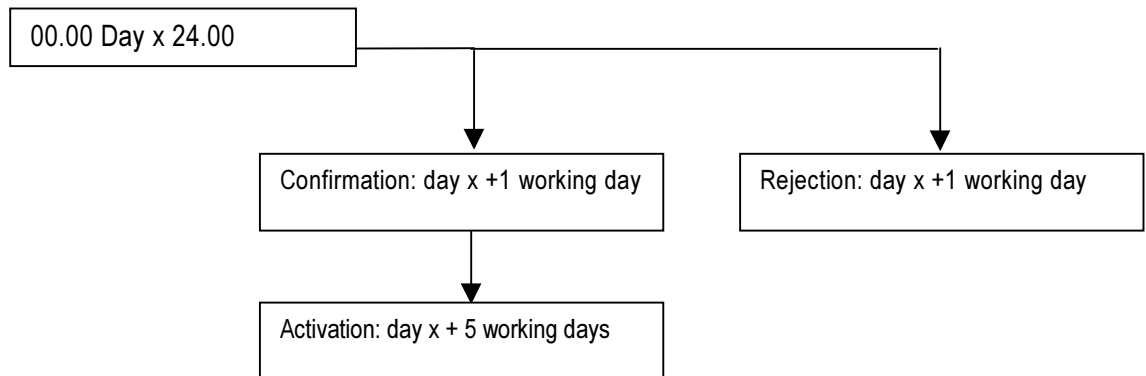 00.00 Day x 24.00
Confirmation: day x +1 working day
Rejection: day x +1 working day
Activation: day x + 5 working days